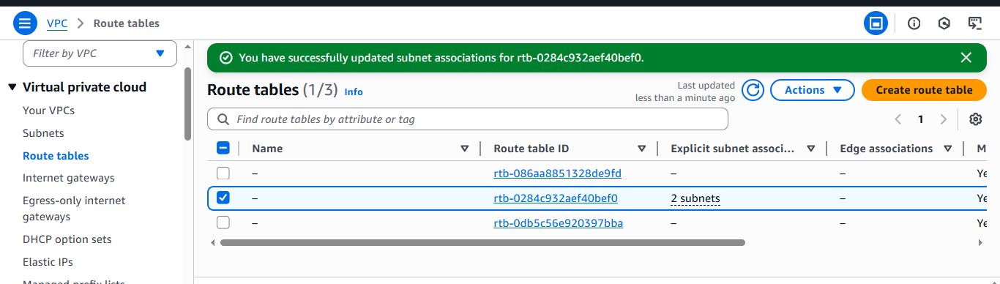 VPC > Route tables
Filter by VPC
Virtual private cloud
Your VPCs
Subnets
Route tables
Internet gateways
Egress-only internet
gateways
DHCP option sets
Elastic IPs
Managed prefix lists
You have successfully updated subnet associations for rtb-0284c932aef40bef0.
Route tables (1/3) Info
Last updated
less than a minute ago
Actions
Create route table
Find route tables by attribute or tag
1
Name Route table ID Explicit subnet associ... Edge associations M
– rtb-086aa8851328de9fd – – Ye
– rtb-0284c932aef40bef0 2 subnets – Ye
– rtb-0db5c56e920397bba – – Ye